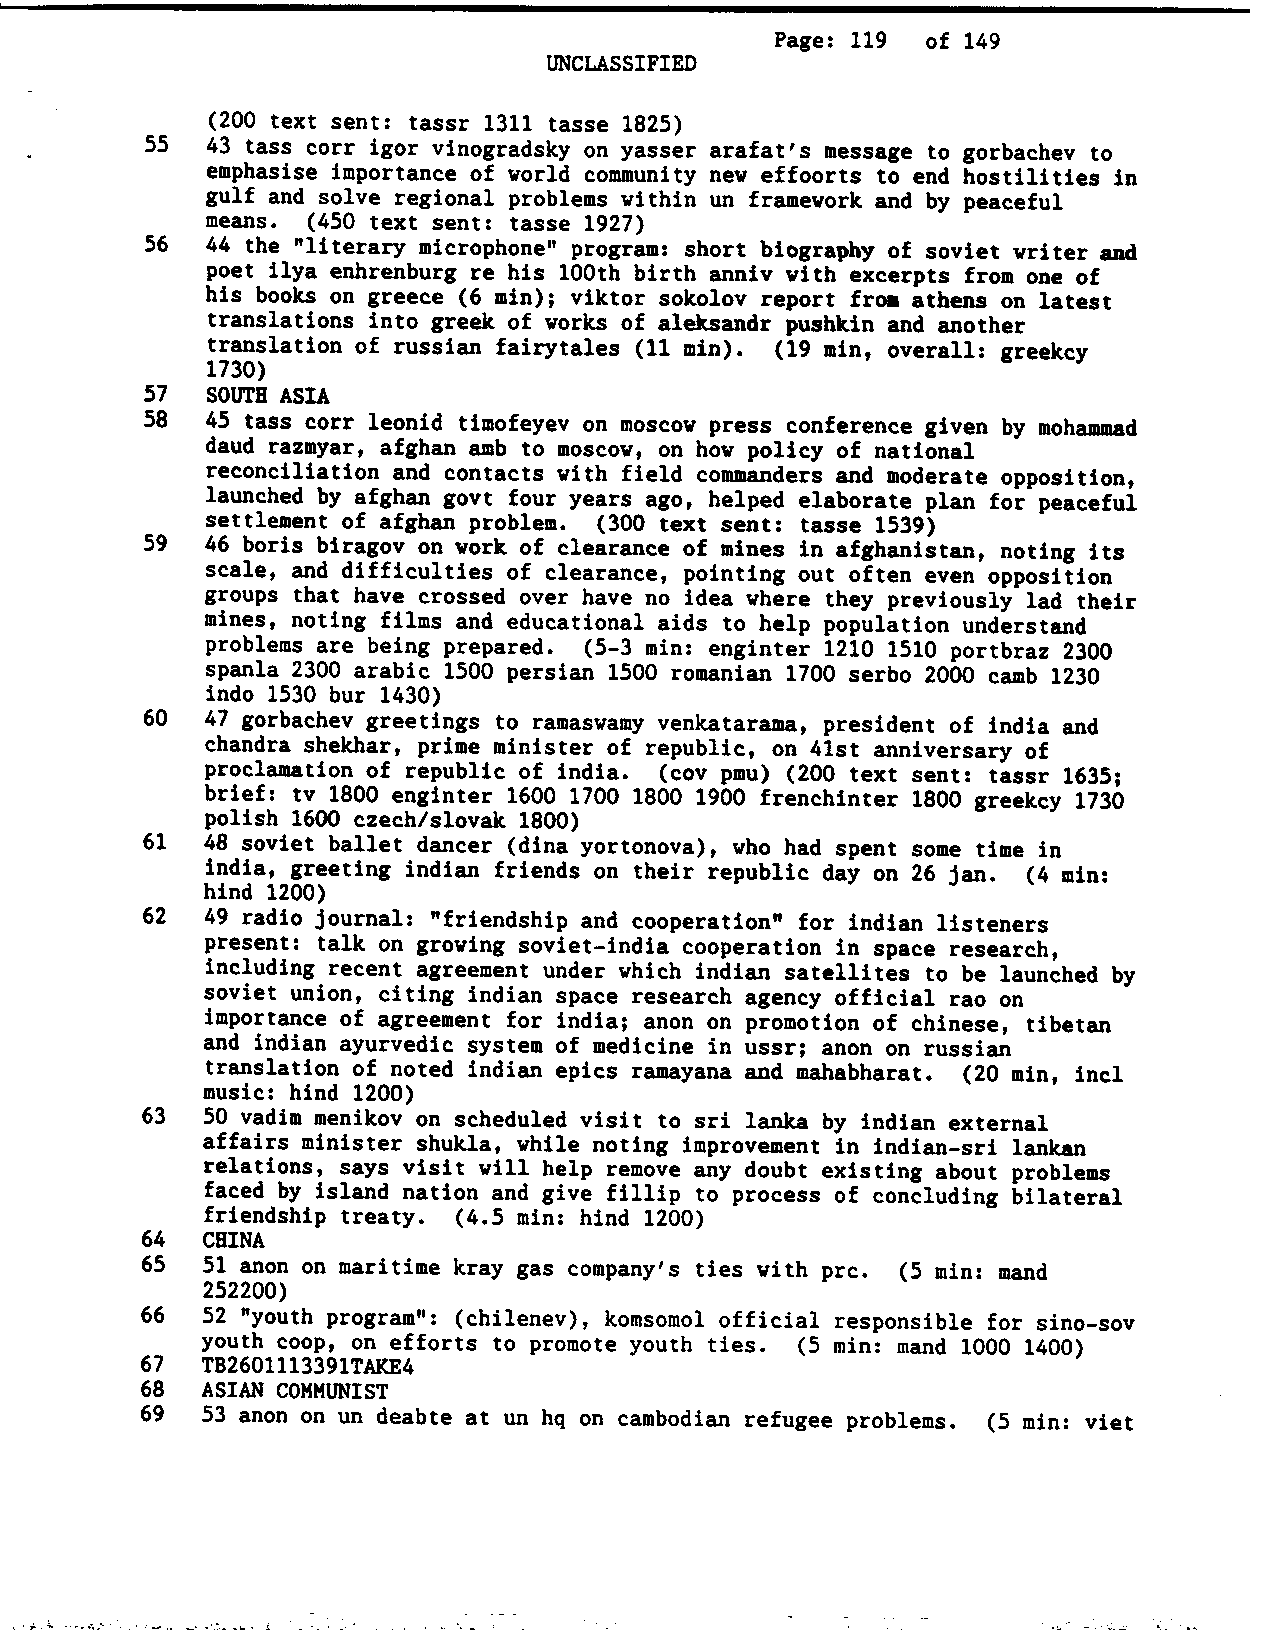 Page: 119 of 149
UNCLASSIFIED
(200 text sent: tassr 1311 tasse 1825)
55 43 tass corr igor vinogradsky on yasser arafat's message to gorbachev to
emphasise importance of world community new effoorts to end hostilities in
gulf and solve regional problems within un framework and by peaceful
means. (450 text sent: tasse 1927)
56 44 the "literary microphone" program: short biography of soviet writer and
poet ilya enhrenburg re his 100th birth anniv with excerpts from one of
his books on greece (6 min); viktor sokolov report from athens on latest
translations into greek of works of aleksandr pushkin and another
translation of russian fairytales (11 min). (19 min, overall: greekcy
1730)
57 SOUTH ASIA
58 45 tass corr leonid timofeyev on moscow press conference given by mohammad
daud razmyar, afghan amb to moscow, on how policy of national
reconciliation and contacts with field commanders and moderate opposition,
launched by afghan govt four years ago, helped elaborate plan for peaceful
settlement of afghan problem. (300 text sent: tasse 1539)
59 46 boris biragov on work of clearance of mines in afghanistan, noting its
scale, and difficulties of clearance, pointing out often even opposition
groups that have crossed over have no idea where they previously lad their
mines, noting films and educational aids to help population understand
problems are being prepared. (5-3 min: enginter 1210 1510 portbraz 2300
spanla 2300 arabic 1500 persian 1500 romanian 1700 serbo 2000 camb 1230
indo 1530 bur 1430)
60 47 gorbachev greetings to ramaswamy venkatarama, president of india and
chandra shekhar, prime minister of republic, on 41st anniversary of
proclamation of republic of india. (cov pmu) (200 text sent: tassr 1635;
brief: tv 1800 enginter 1600 1700 1800 1900 frenchinter 1800 greekcy 1730
polish 1600 czech/slovak 1800)
61 48 soviet ballet dancer (dina yortonova), who had spent some time in
india, greeting indian friends on their republic day on 26 jan. (4 min:
hind 1200)
62 49 radio journal: "friendship and cooperation" for indian listeners
present: talk on growing soviet-india cooperation in space research,
including recent agreement under which indian satellites to be launched by
soviet union, citing indian space research agency official rao on
importance of agreement for india; anon on promotion of chinese, tibetan
and indian ayurvedic system of medicine in ussr; anon on russian
translation of noted indian epics ramayana and mahabharat. (20 min, incl
music: hind 1200)
63 50 vadim menikov on scheduled visit to sri lanka by indian external
affairs minister shukla, while noting improvement in indian-sri lankan
relations, says visit will help remove any doubt existing about problems
faced by island nation and give fillip to process of concluding bilateral
friendship treaty. (4.5 min: hind 1200)
64 CHINA
65 51 anon on maritime kray gas company's ties with prc. (5 min: mand
252200)
66 52 "youth program": (chilenev), komsomol official responsible for sino-sov
youth coop, on efforts to promote youth ties. (5 min: mand 1000 1400)
67 TB2601113391TAKE4
68 ASIAN COMMUNIST
69 53 anon on un deabte at un hq on cambodian refugee problems. (5 min: viet